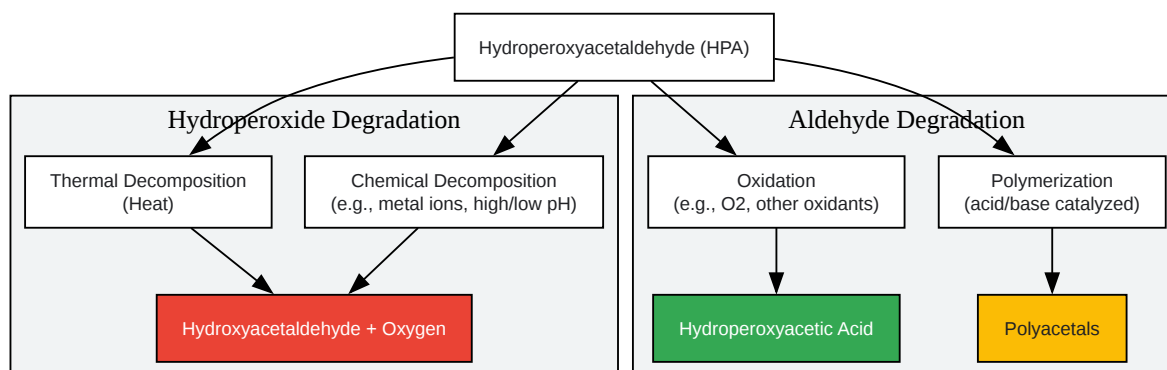 Hydroperoxyacetaldehyde (HPA)
Hydroperoxide Degradation
Aldehyde Degradation
Thermal Decomposition
(Heat)
Chemical Decomposition
(e.g., metal ions, high/low pH)
Oxidation
(e.g., O2, other oxidants)
Polymerization
(acid/base catalyzed)
Hydroxyacetaldehyde + Oxygen
Hydroperoxyacetic Acid
Polyacetals